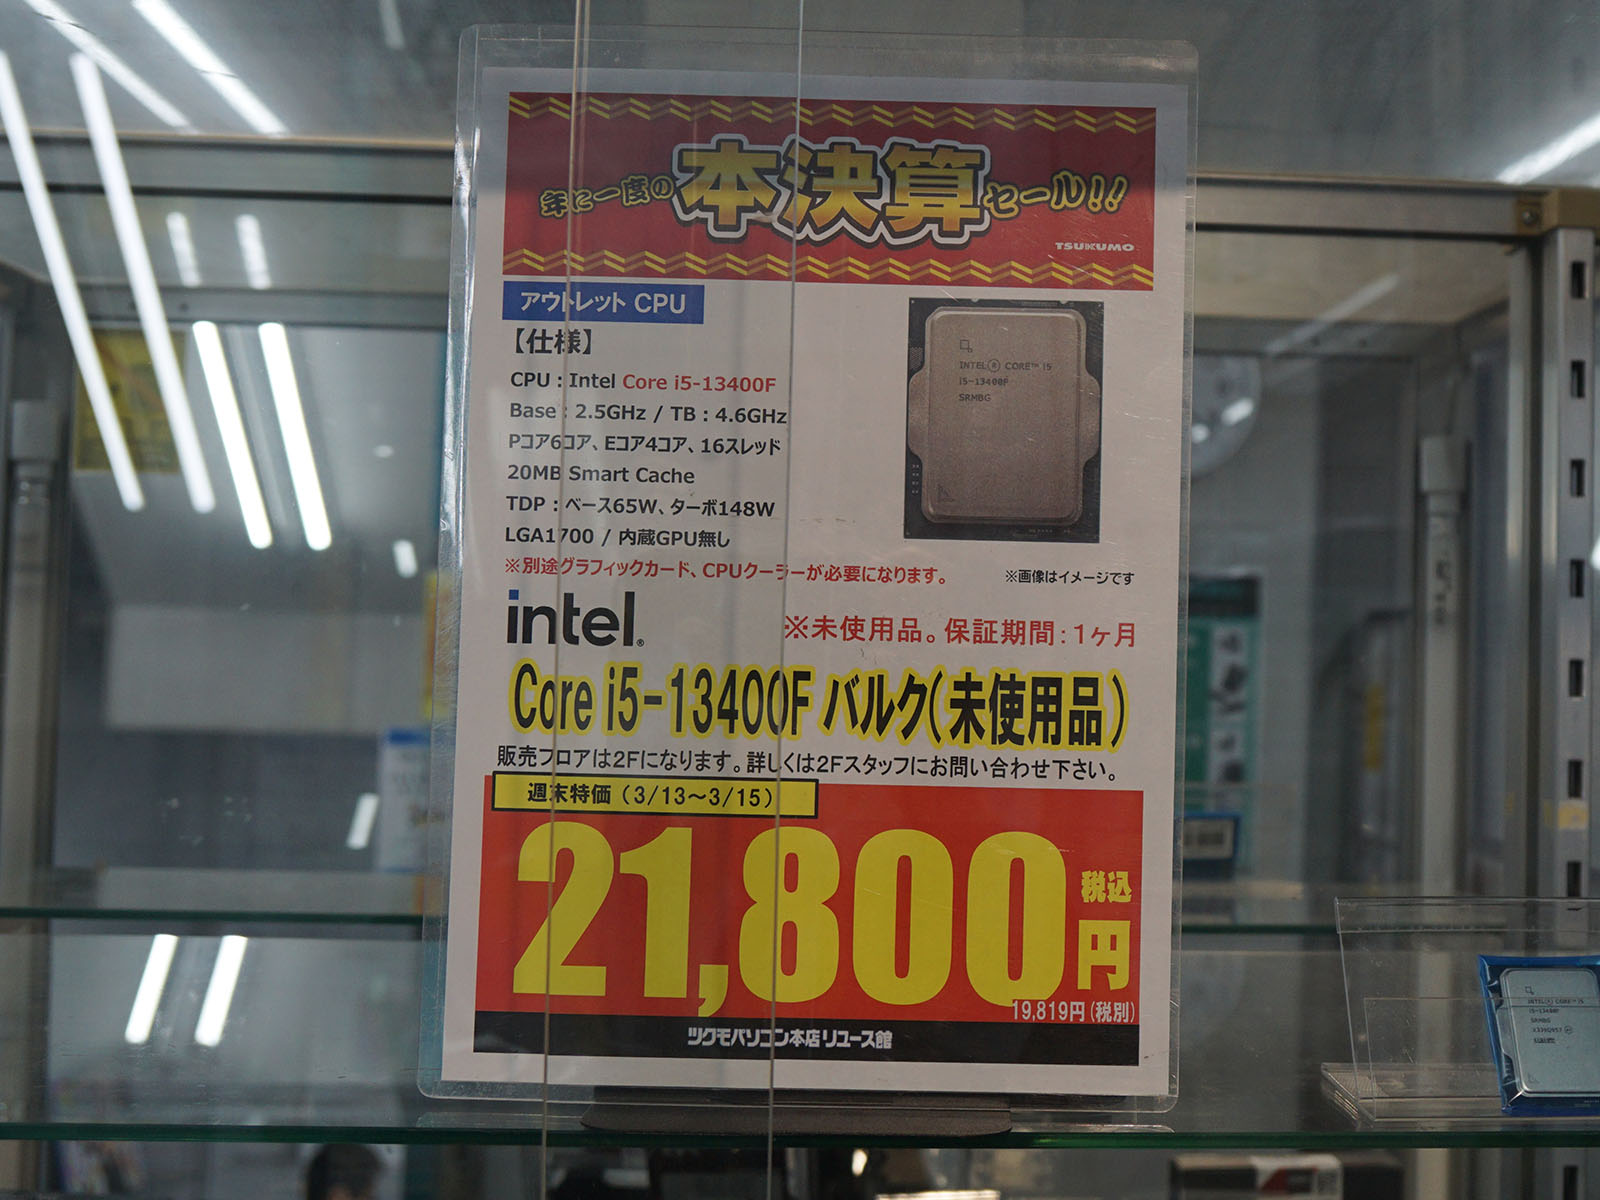 年に一度の本決算セール!!
TSUKUMO
アウトレット CPU
【仕様】
CPU：Intel Core i5-13400F
Base：2.5GHz / TB：4.6GHz
Pコア6コア、Eコア4コア、16スレッド
20MB Smart Cache
TDP：ベース65W、ターボ148W
LGA1700 / 内蔵GPU無し
※別途グラフィックカード、CPUクーラーが必要になります。
INTEL® CORE™ i5
i5-13400F
SRMBG
※画像はイメージです
intel®
※未使用品。保証期間：1ヶ月
Core i5-13400F バルク(未使用品)
販売フロアは2Fになります。詳しくは2Fスタッフにお問い合わせ下さい。
週末特価（3/13～3/15）
21,800円 税込
19,819円（税別）
ツクモパソコン本店リユース館
INTEL® CORE™ i5
i5-13400F
SRMBG